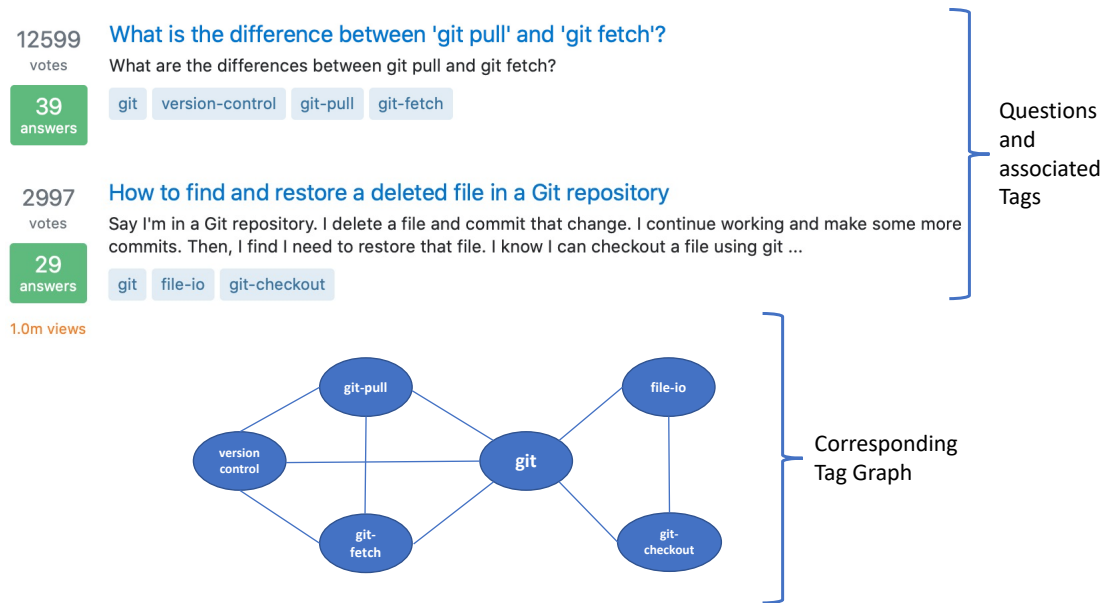 12599
votes
39
answers
What is the difference between 'git pull' and 'git fetch'?
What are the differences between git pull and git fetch?
git version-control git-pull git-fetch
2997
votes
29
answers
1.0m views
How to find and restore a deleted file in a Git repository
Say I'm in a Git repository. I delete a file and commit that change. I continue working and make some more
commits. Then, I find I need to restore that file. I know I can checkout a file using git ...
git file-io git-checkout
Questions
and
associated
Tags
git-pull
file-io
version
control
git
git-
fetch
git-
checkout
Corresponding
Tag Graph